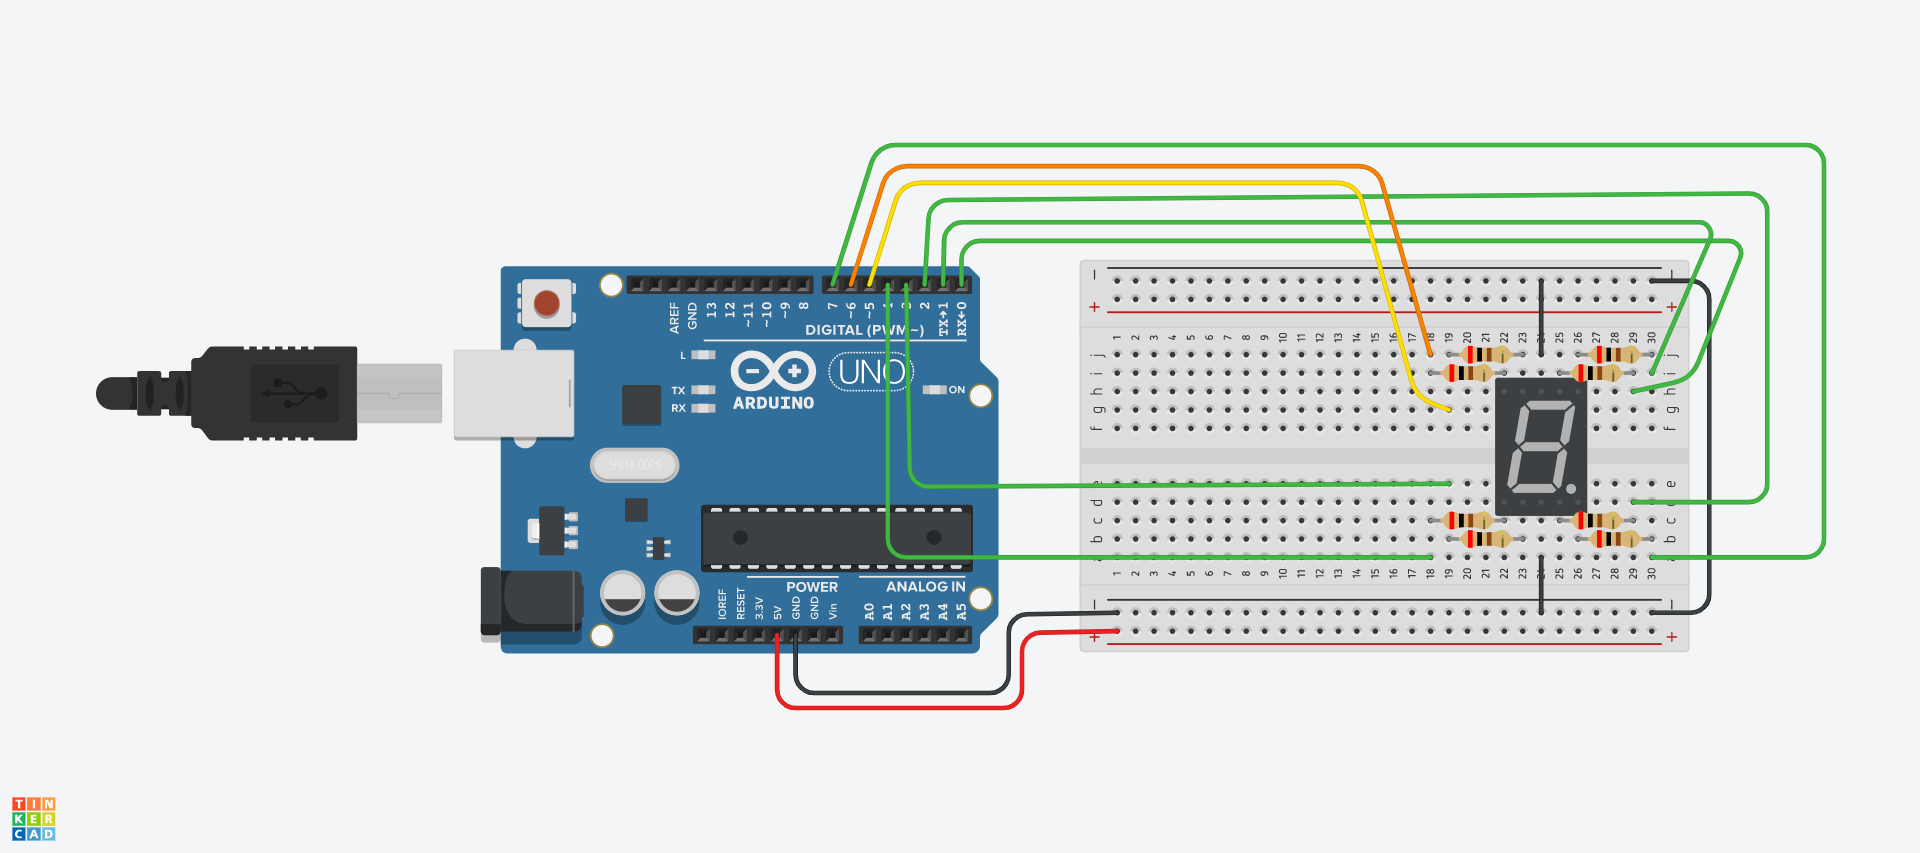 AREF
GND
13
12
~11
~10
~9
8
7
~6
~5
2
TX→1
RX←0
DIGITAL (PWM~)
L
TX
RX
ARDUINO
UNO
ON
SPK16.000G
IOREF
RESET
3.3V
5V
GND
GND
Vin
POWER
ANALOG IN
A0
A1
A2
A3
A4
A5
− −
+ +
1 2 3 4 5 6 7 8 9 10 11 12 13 14 15 16 17 18 19 20 21 22 23 24 25 26 27 28 29 30
j j
i i
h h
g g
f f
e e
d d
c c
b b
a a
1 2 3 4 5 6 7 8 9 10 11 12 13 14 15 16 17 18 19 20 21 22 23 24 25 26 27 28 29 30
− −
+ +
TIN
KER
CAD